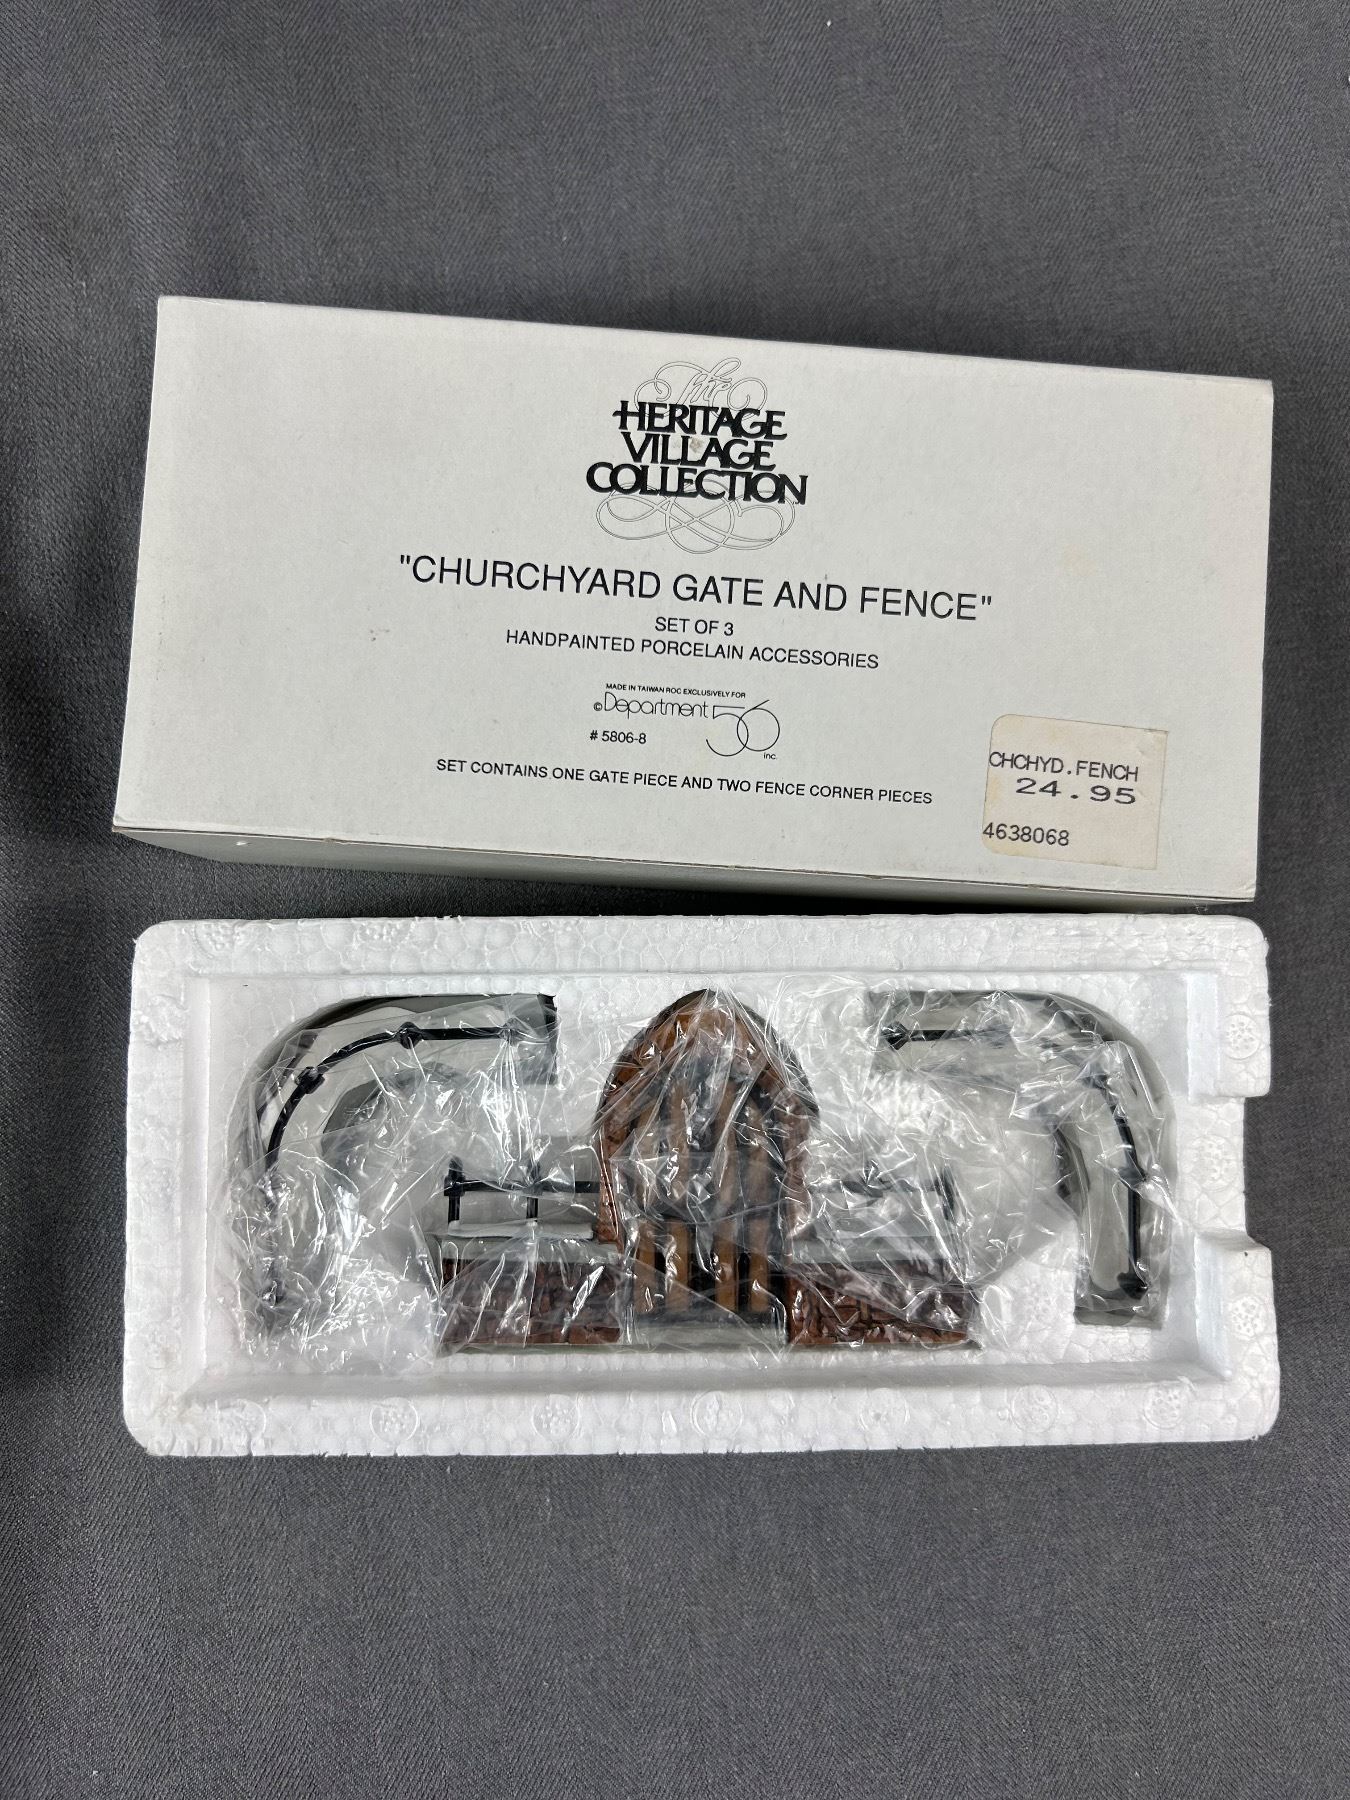 The
HERITAGE
VILLAGE
COLLECTION
"CHURCHYARD GATE AND FENCE"
SET OF 3
HANDPAINTED PORCELAIN ACCESSORIES
MADE IN TAIWAN ROC EXCLUSIVELY FOR
©Department 56 inc.
# 5806-8
SET CONTAINS ONE GATE PIECE AND TWO FENCE CORNER PIECES
CHCHYD.FENCH
24.95
4638068